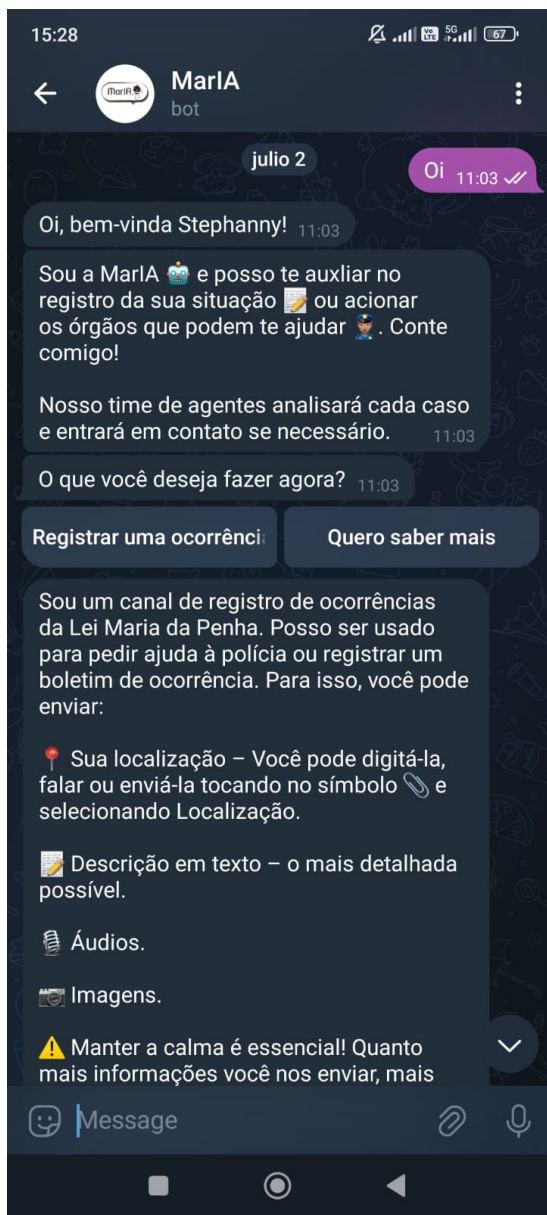 15:28
VoLTE 5G 67
MarIA
MarIA
bot
julio 2
Oi 11:03
Oi, bem-vinda Stephanny! 11:03
Sou a MarIA 🤖 e posso te auxliar no
registro da sua situação 📝 ou acionar
os órgãos que podem te ajudar 👮🏽. Conte
comigo!
Nosso time de agentes analisará cada caso
e entrará em contato se necessário. 11:03
O que você deseja fazer agora? 11:03
Registrar uma ocorrênci
Quero saber mais
Sou um canal de registro de ocorrências
da Lei Maria da Penha. Posso ser usado
para pedir ajuda à polícia ou registrar um
boletim de ocorrência. Para isso, você pode
enviar:
📍 Sua localização – Você pode digitá-la,
falar ou enviá-la tocando no símbolo 📎 e
selecionando Localização.
📝 Descrição em texto – o mais detalhada
possível.
🎙 Áudios.
📷 Imagens.
⚠️ Manter a calma é essencial! Quanto
mais informações você nos enviar, mais
Message